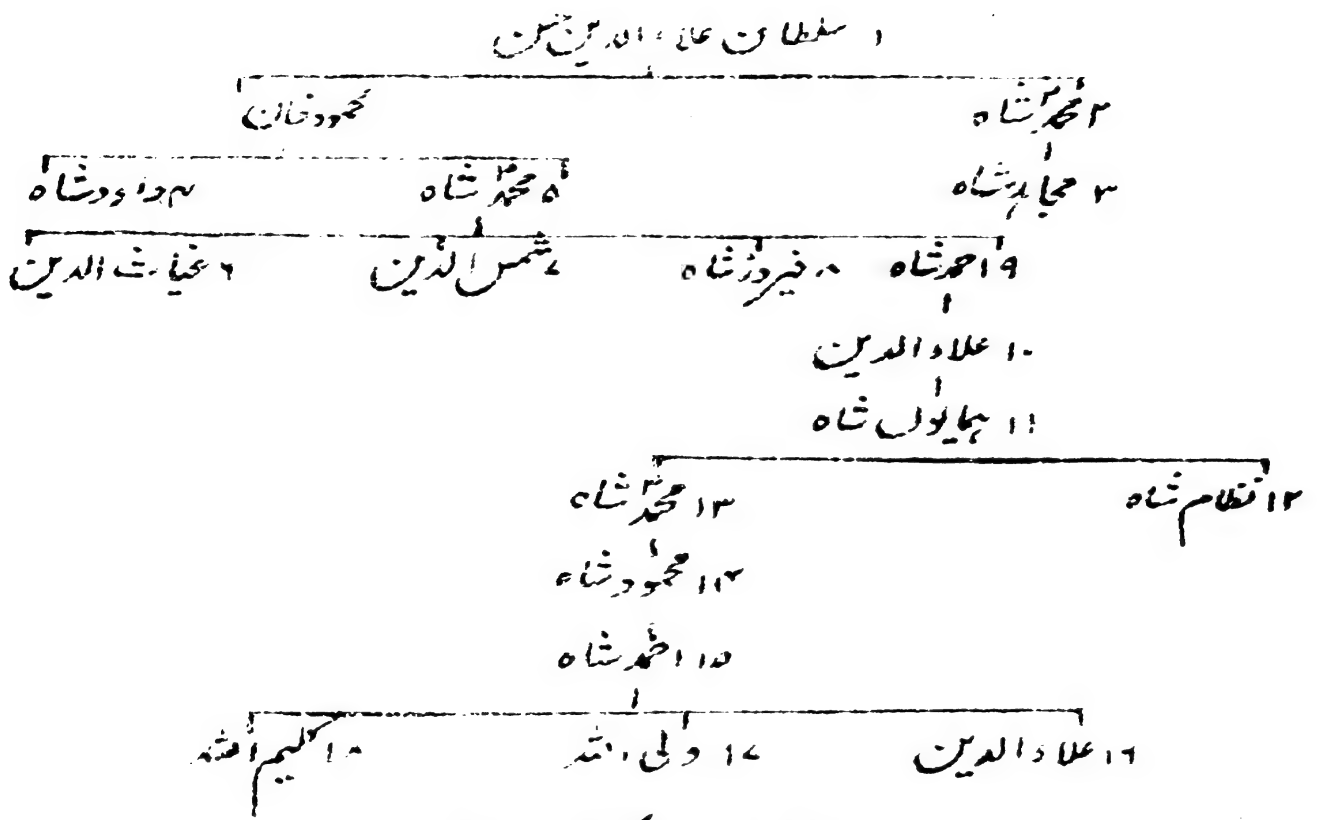 ۱ سلطان علاء الدین حسن
۲ محمد شاہ محمود خان
۳ مجاہد شاہ ۵ محمد شاہ ۴ داءود شاہ
۹ احمد شاہ ۸ فیروز شاہ ۷ شمس الدین ۶ غیاث الدین
۱۰ علاء الدین
۱۱ ہمایوں شاہ
۱۲ نظام شاہ ۱۳ محمد شاہ
۱۴ محمود شاہ
۱۵ احمد شاہ
۱۶ علاء الدین ۱۷ ولی اللہ ۱۸ کلیم اللہ